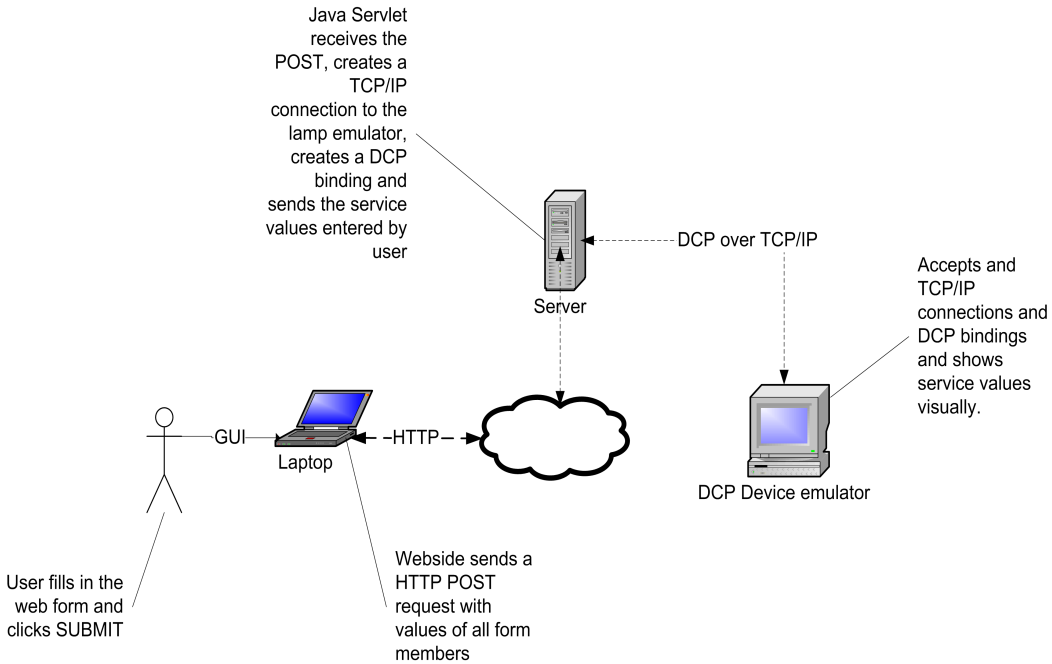 Java Servlet
receives the
POST, creates a
TCP/IP
connection to the
lamp emulator,
creates a DCP
binding and
sends the service
values entered by
user
DCP over TCP/IP
Server
Accepts and
TCP/IP
connections and
DCP bindings
and shows
service values
visually.
GUI
HTTP
Laptop
DCP Device emulator
User fills in the
web form and
clicks SUBMIT
Webside sends a
HTTP POST
request with
values of all form
members